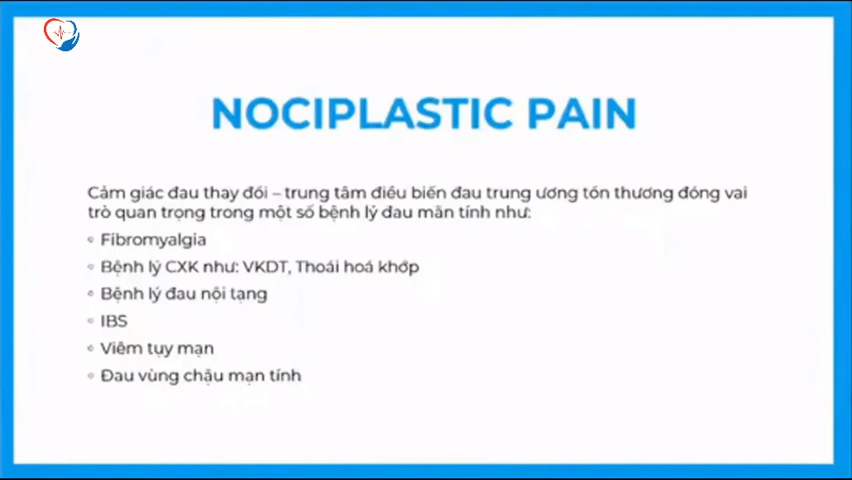 NOCIPLASTIC PAIN
Cảm giác đau thay đổi – trung tâm điều biến đau trung ương tổn thương đóng vai
trò quan trọng trong một số bệnh lý đau mãn tính như:
◦ Fibromyalgia
◦ Bệnh lý CXK như: VKDT, Thoái hoá khớp
◦ Bệnh lý đau nội tạng
◦ IBS
◦ Viêm tụy mạn
◦ Đau vùng chậu mạn tính